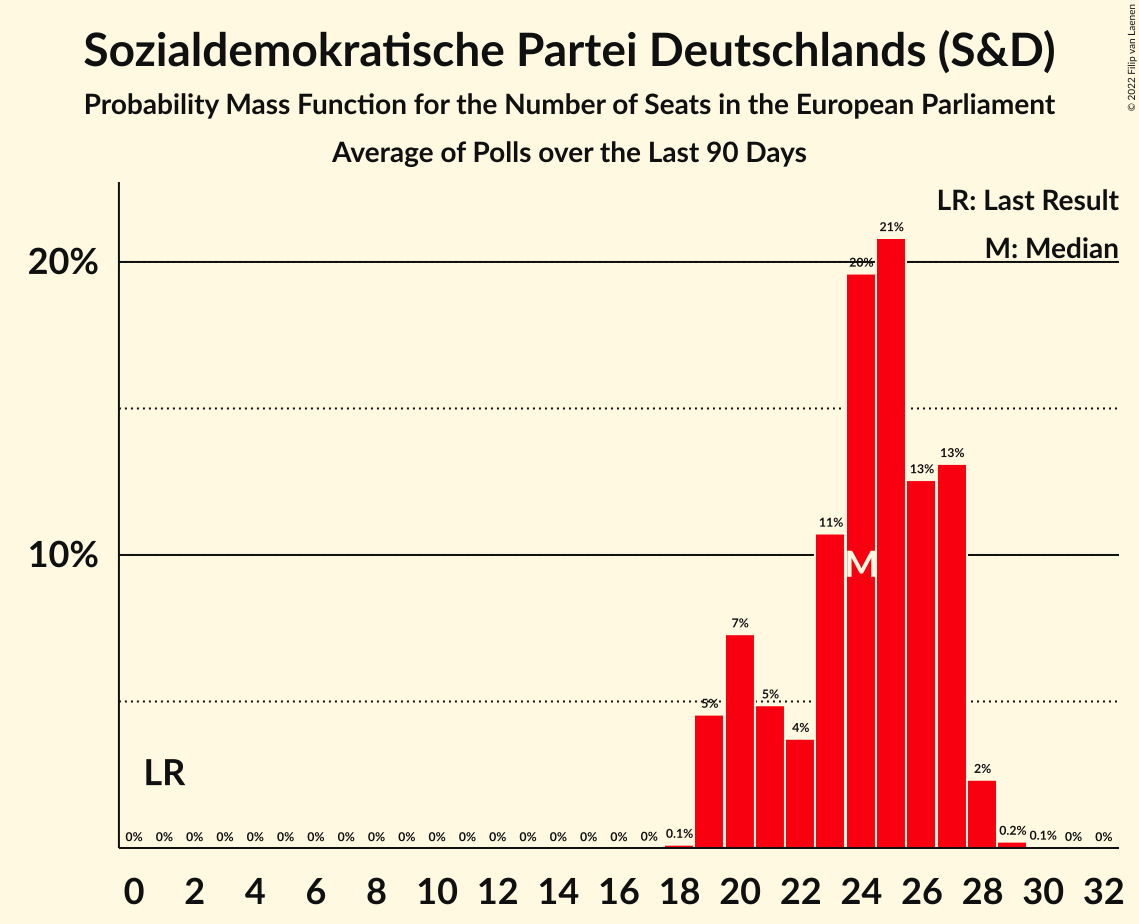 Sozialdemokratische Partei Deutschlands (S&D)
Probability Mass Function for the Number of Seats in the European Parliament
Average of Polls over the Last 90 Days
© 2022 Filip van Laenen
LR: Last Result
M: Median
20%
10%
21%
20%
13%
13%
11%
M
7%
5%
5%
4%
2%
LR
0% 0% 0% 0% 0% 0% 0% 0% 0% 0% 0% 0% 0% 0% 0% 0% 0% 0% 0.1% 0.2% 0.1% 0% 0%
0 2 4 6 8 10 12 14 16 18 20 22 24 26 28 30 32